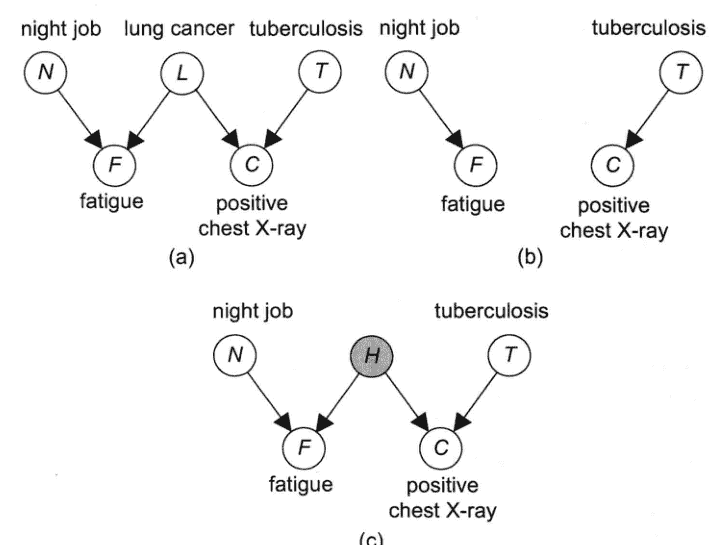 night job lung cancer tuberculosis night job tuberculosis
N L T N T
F C F C
fatigue positive fatigue positive
chest X-ray chest X-ray
(a) (b)
night job tuberculosis
N H T
F C
fatigue positive
chest X-ray
(c)